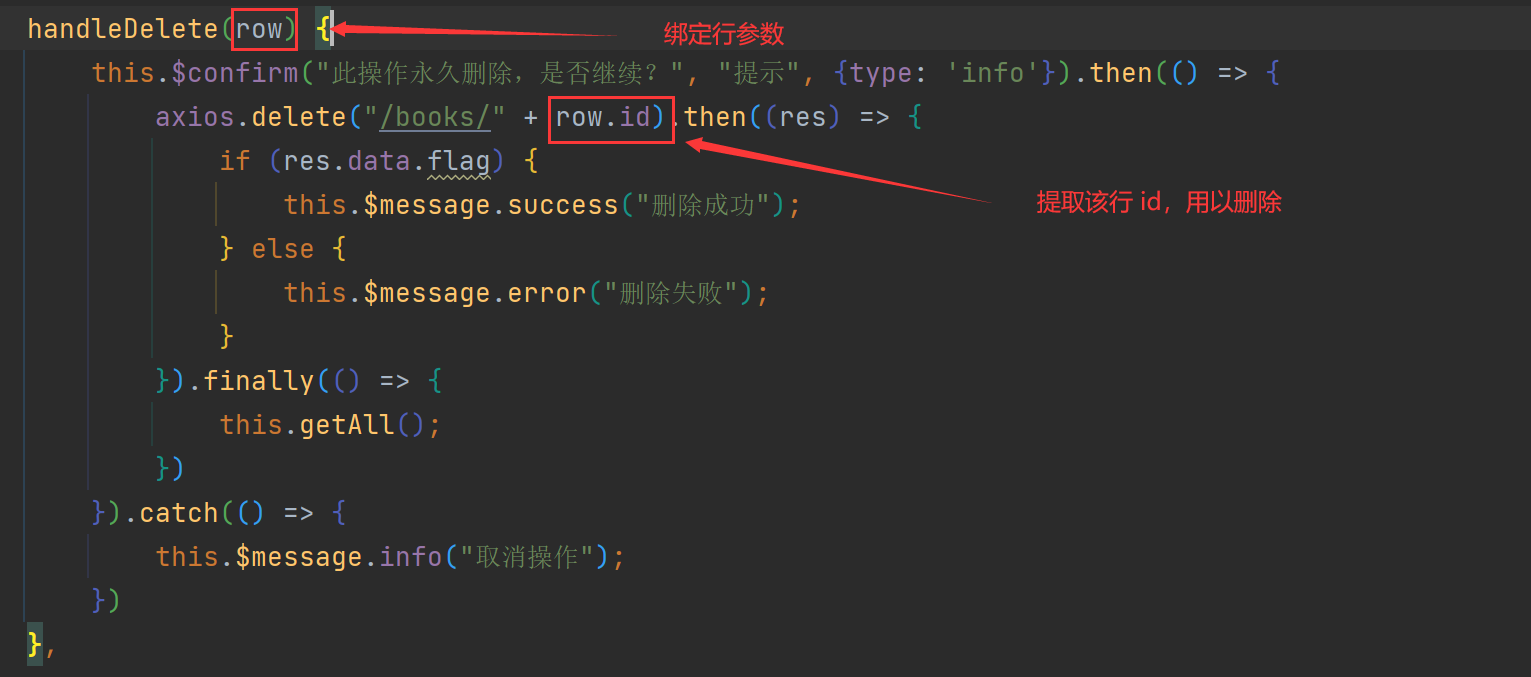 handleDelete(row) { 绑定行参数
this.$confirm("此操作永久删除，是否继续？", "提示", {type: 'info'}).then(() => {
axios.delete("/books/" + row.id).then((res) => {
if (res.data.flag) {
this.$message.success("删除成功");
提取该行 id，用以删除
} else {
this.$message.error("删除失败");
}
}).finally(() => {
this.getAll();
})
}).catch(() => {
this.$message.info("取消操作");
})
},